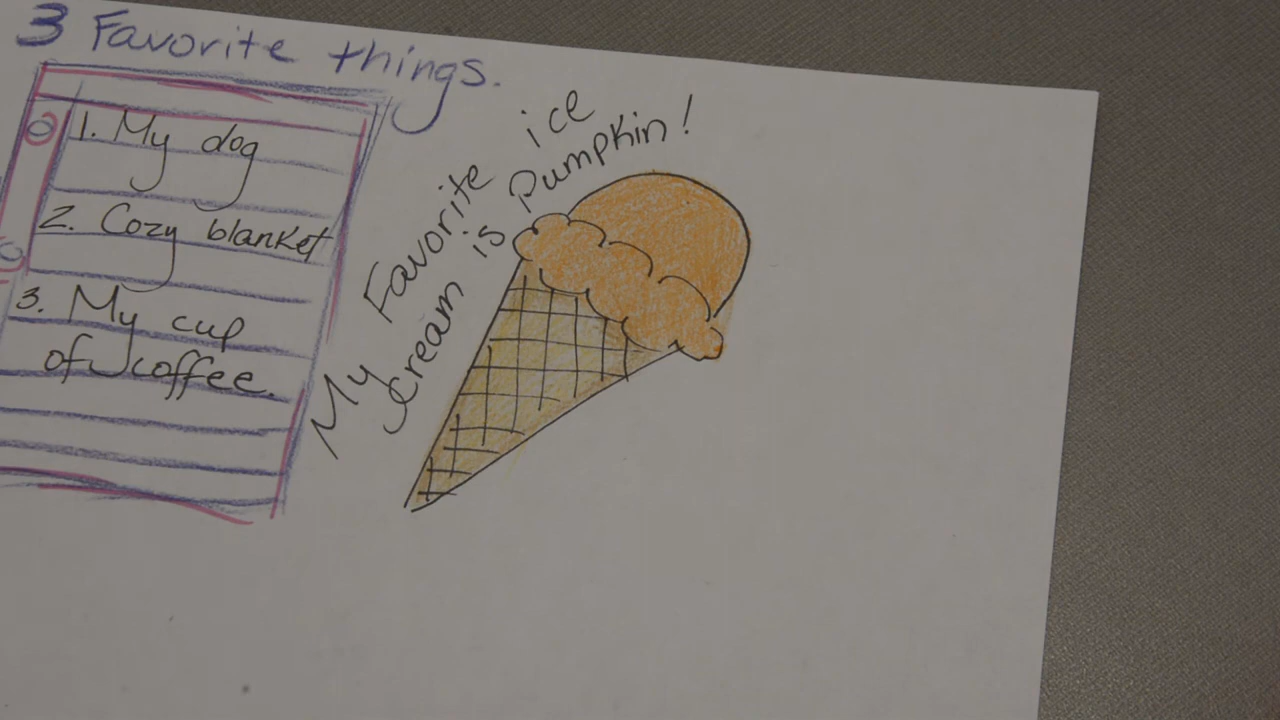 3 Favorite things.
1. My dog
2. Cozy blanket
3. My cup
of coffee.
My Favorite ice
cream is Pumpkin!